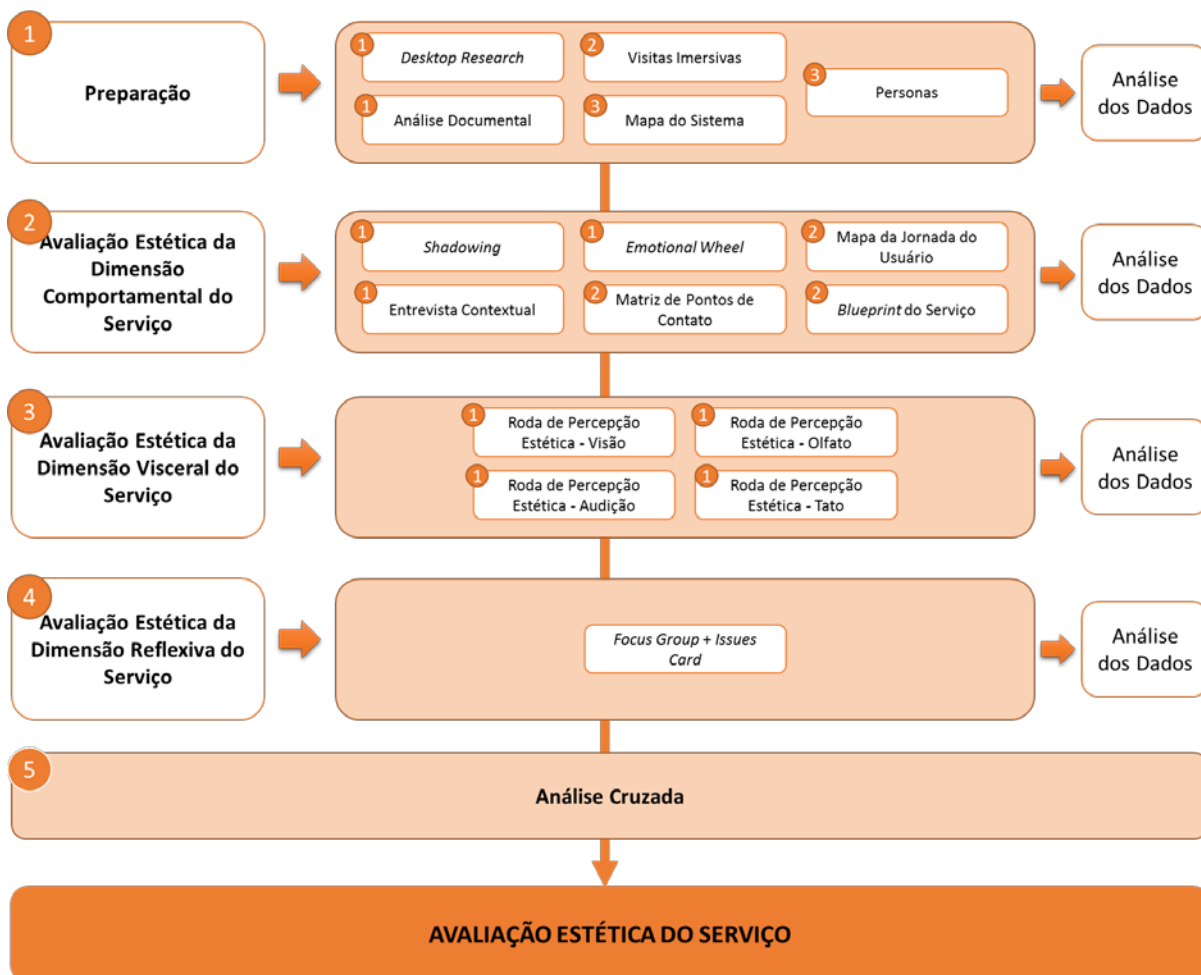 1
Preparação
1
Desktop Research
2
Visitas Imersivas
3
Personas
1
Análise Documental
3
Mapa do Sistema
Análise
dos Dados
2
Avaliação Estética da
Dimensão
Comportamental do
Serviço
1
Shadowing
1
Emotional Wheel
2
Mapa da Jornada do
Usuário
1
Entrevista Contextual
2
Matriz de Pontos de
Contato
2
Blueprint do Serviço
Análise
dos Dados
3
Avaliação Estética da
Dimensão Visceral do
Serviço
1
Roda de Percepção
Estética - Visão
1
Roda de Percepção
Estética - Olfato
1
Roda de Percepção
Estética - Audição
1
Roda de Percepção
Estética - Tato
Análise
dos Dados
4
Avaliação Estética da
Dimensão Reflexiva do
Serviço
Focus Group + Issues
Card
Análise
dos Dados
5
Análise Cruzada
AVALIAÇÃO ESTÉTICA DO SERVIÇO